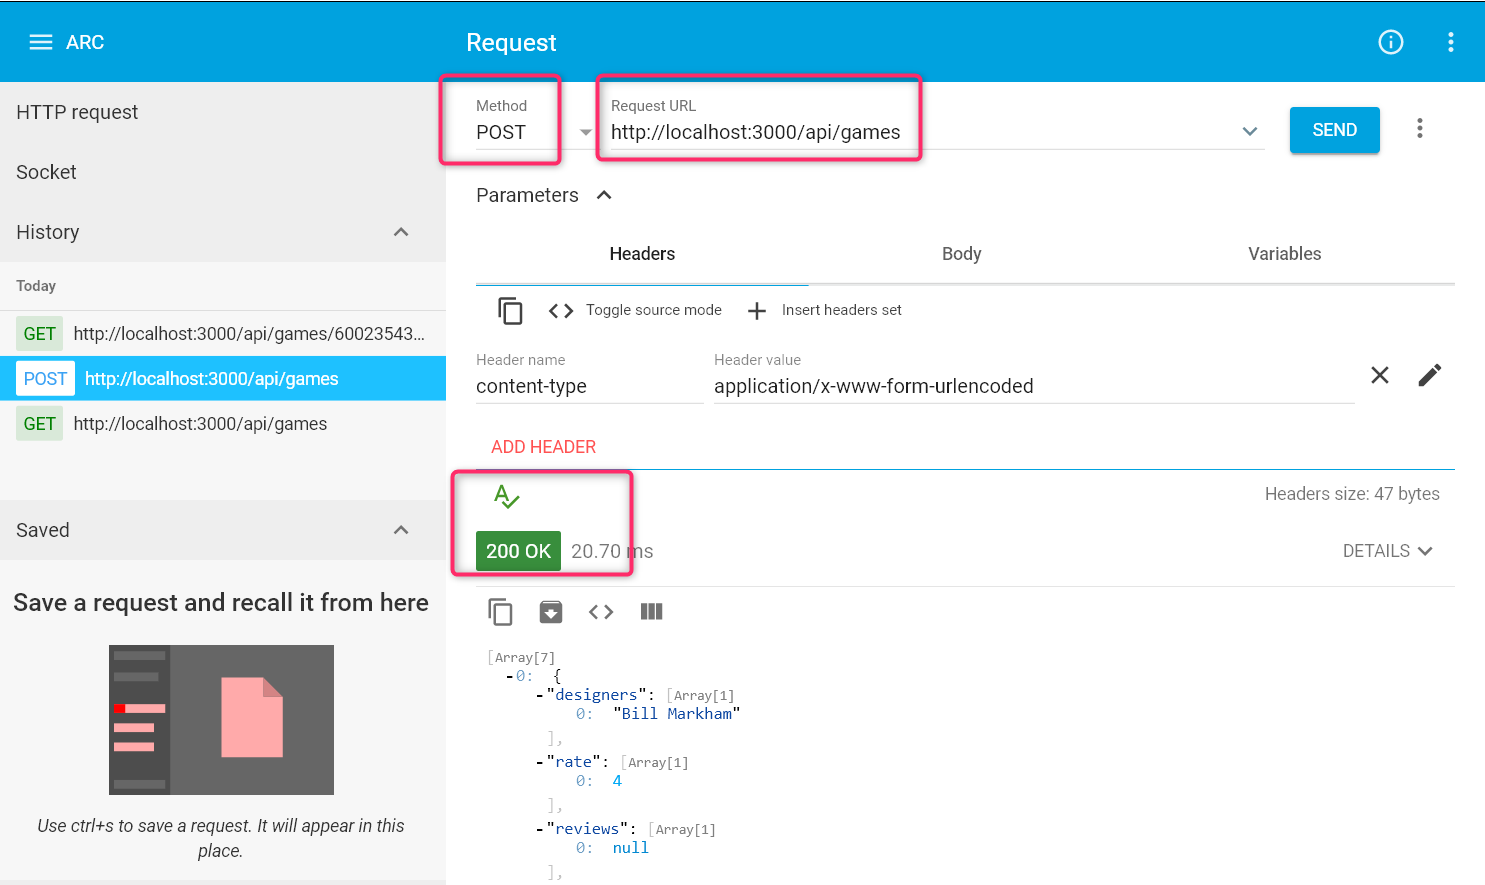 ARC
Request
HTTP request
Socket
History
Today
GET http://localhost:3000/api/games/60023543...
POST http://localhost:3000/api/games
GET http://localhost:3000/api/games
Saved
Save a request and recall it from here
Use ctrl+s to save a request. It will appear in this
place.
Method
POST
Request URL
http://localhost:3000/api/games
SEND
Parameters
Headers Body Variables
Toggle source mode Insert headers set
Header name Header value
content-type application/x-www-form-urlencoded
ADD HEADER
Headers size: 47 bytes
200 OK 20.70 ms DETAILS
[Array[7]
-0: {
-"designers": [Array[1]
0: "Bill Markham"
],
-"rate": [Array[1]
0: 4
],
-"reviews": [Array[1]
0: null
],